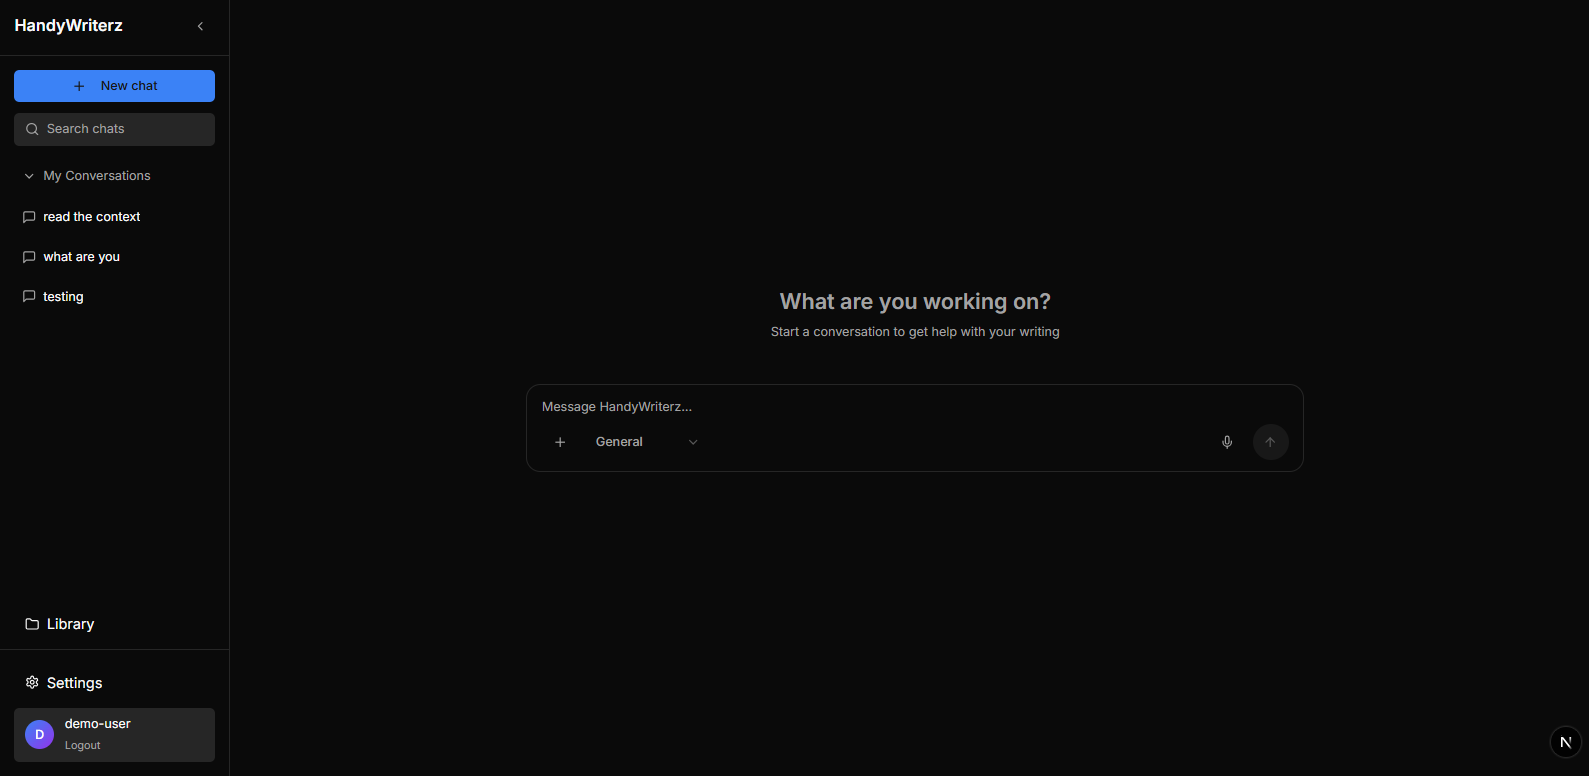 HandyWriterz
New chat
Search chats
My Conversations
read the context
what are you
testing
Library
Settings
D
demo-user
Logout
What are you working on?
Start a conversation to get help with your writing
Message HandyWriterz...
General
N